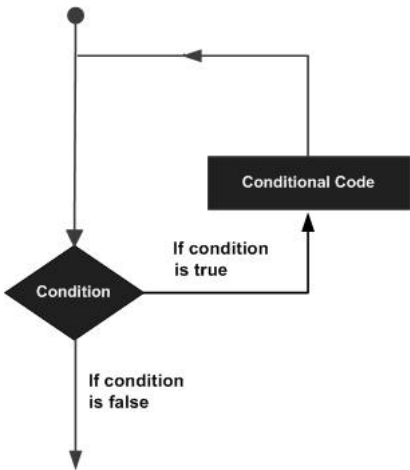 Conditional Code
If condition
is true
Condition
If condition
is false